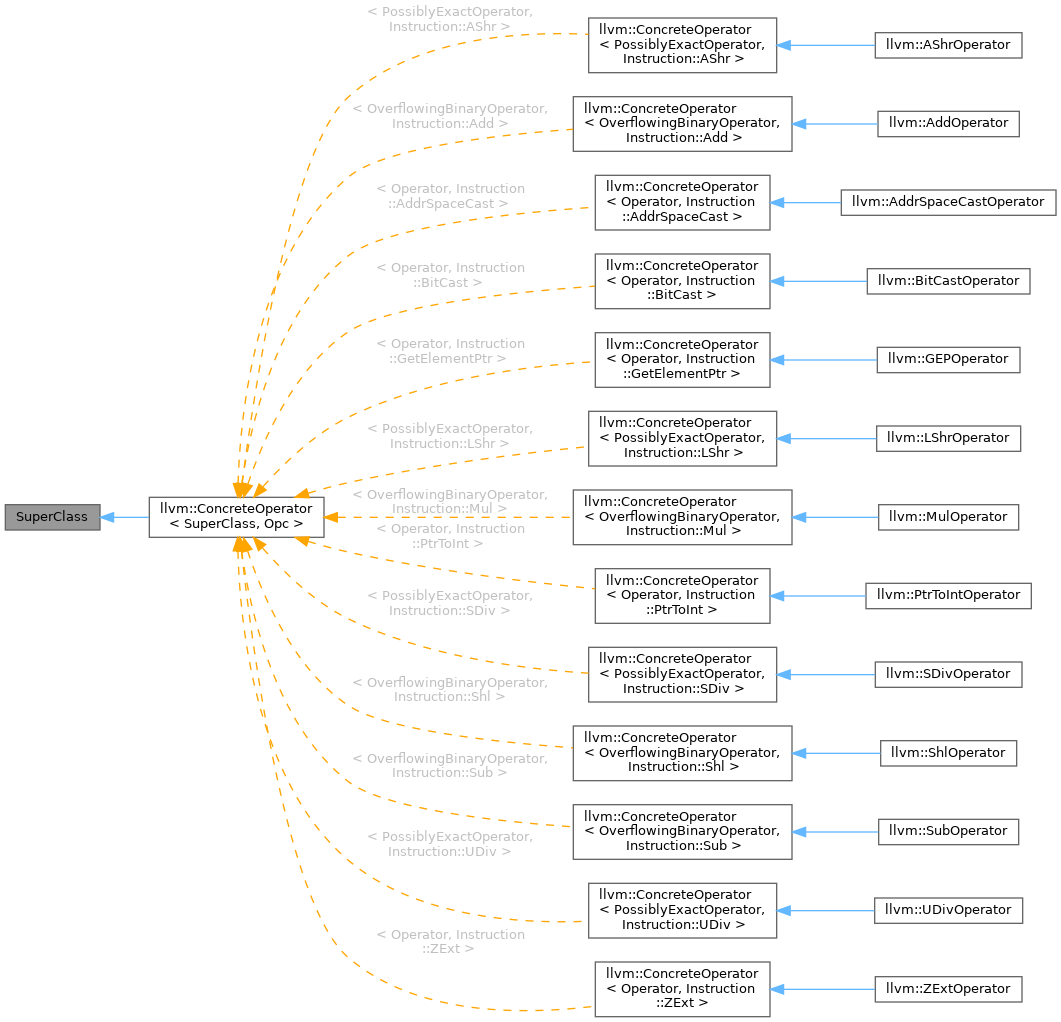 < PossiblyExactOperator,
Instruction::AShr >
llvm::ConcreteOperator
< PossiblyExactOperator,
Instruction::AShr >
llvm::AShrOperator
< OverflowingBinaryOperator,
Instruction::Add >
llvm::ConcreteOperator
< OverflowingBinaryOperator,
Instruction::Add >
llvm::AddOperator
< Operator, Instruction
::AddrSpaceCast >
llvm::ConcreteOperator
< Operator, Instruction
::AddrSpaceCast >
llvm::AddrSpaceCastOperator
< Operator, Instruction
::BitCast >
llvm::ConcreteOperator
< Operator, Instruction
::BitCast >
llvm::BitCastOperator
< Operator, Instruction
::GetElementPtr >
llvm::ConcreteOperator
< Operator, Instruction
::GetElementPtr >
llvm::GEPOperator
< PossiblyExactOperator,
Instruction::LShr >
llvm::ConcreteOperator
< PossiblyExactOperator,
Instruction::LShr >
llvm::LShrOperator
SuperClass
llvm::ConcreteOperator
< SuperClass, Opc >
< OverflowingBinaryOperator,
Instruction::Mul >
llvm::ConcreteOperator
< OverflowingBinaryOperator,
Instruction::Mul >
llvm::MulOperator
< Operator, Instruction
::PtrToInt >
llvm::ConcreteOperator
< Operator, Instruction
::PtrToInt >
llvm::PtrToIntOperator
< PossiblyExactOperator,
Instruction::SDiv >
llvm::ConcreteOperator
< PossiblyExactOperator,
Instruction::SDiv >
llvm::SDivOperator
< OverflowingBinaryOperator,
Instruction::Shl >
llvm::ConcreteOperator
< OverflowingBinaryOperator,
Instruction::Shl >
llvm::ShlOperator
< OverflowingBinaryOperator,
Instruction::Sub >
llvm::ConcreteOperator
< OverflowingBinaryOperator,
Instruction::Sub >
llvm::SubOperator
< PossiblyExactOperator,
Instruction::UDiv >
llvm::ConcreteOperator
< PossiblyExactOperator,
Instruction::UDiv >
llvm::UDivOperator
< Operator, Instruction
::ZExt >
llvm::ConcreteOperator
< Operator, Instruction
::ZExt >
llvm::ZExtOperator